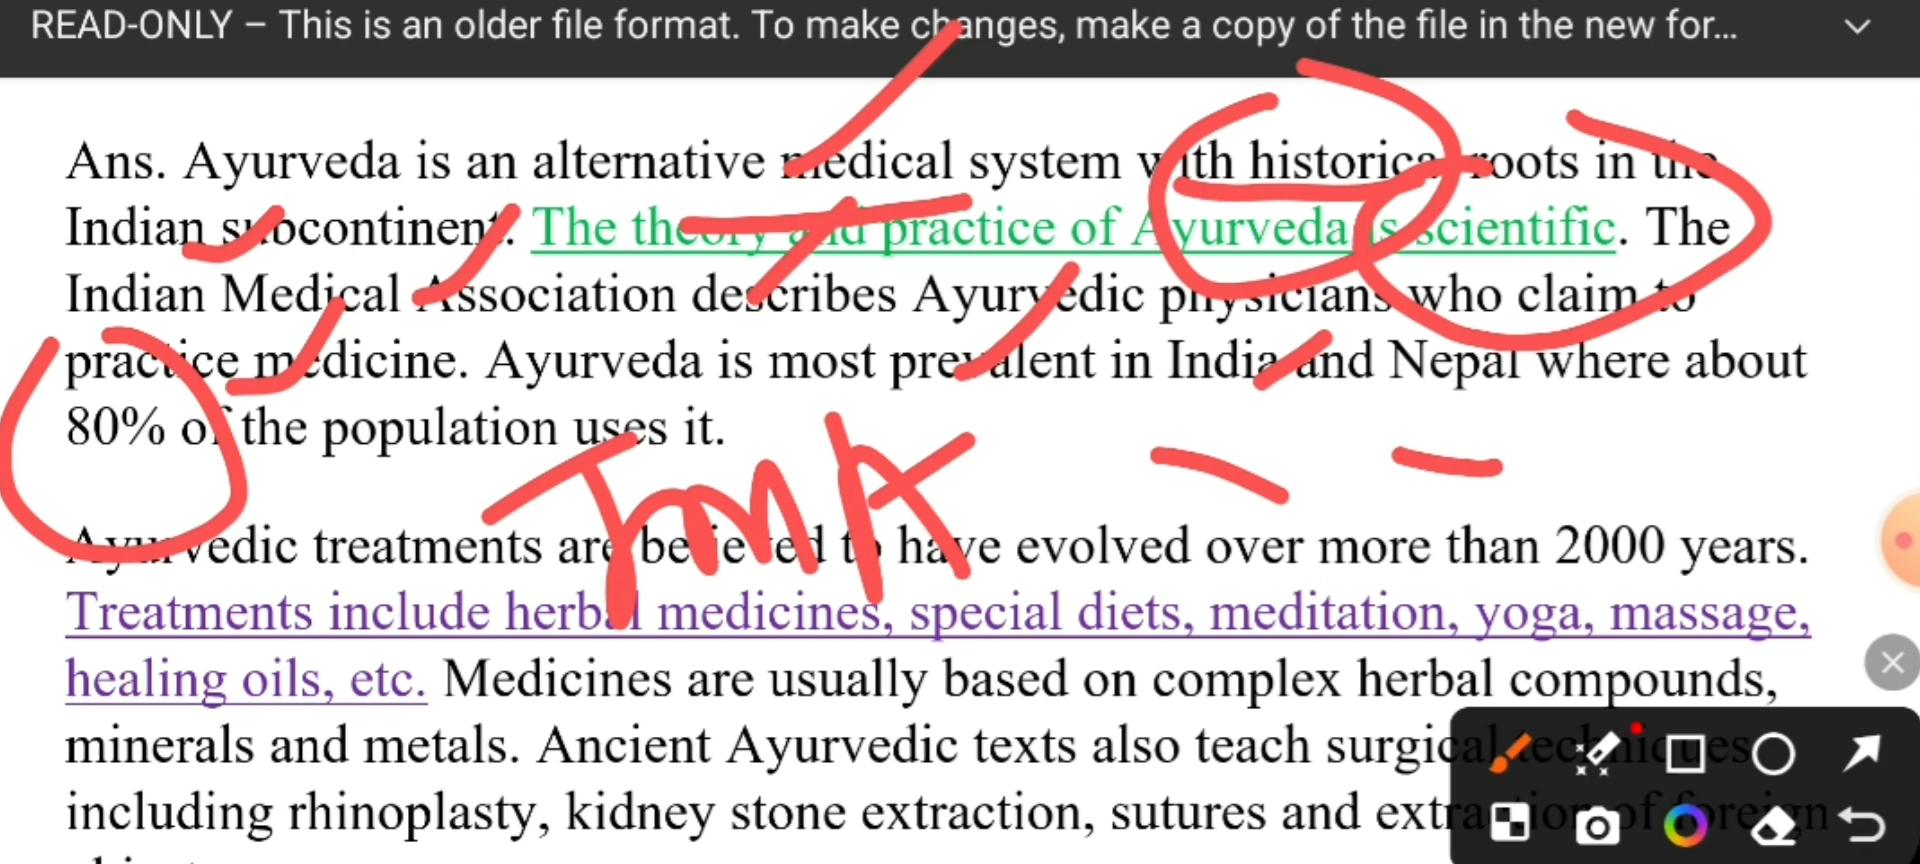 READ-ONLY – This is an older file format. To make changes, make a copy of the file in the new for...
Ans. Ayurveda is an alternative medical system with historical roots in the
Indian subcontinent. The theory and practice of Ayurveda is scientific. The
Indian Medical Association describes Ayurvedic physicians who claim to
practice medicine. Ayurveda is most prevalent in India and Nepal where about
80% of the population uses it.
IMA
Ayurvedic treatments are believed to have evolved over more than 2000 years.
Treatments include herbal medicines, special diets, meditation, yoga, massage,
healing oils, etc. Medicines are usually based on complex herbal compounds,
minerals and metals. Ancient Ayurvedic texts also teach surgical techniques
including rhinoplasty, kidney stone extraction, sutures and extraction of foreign